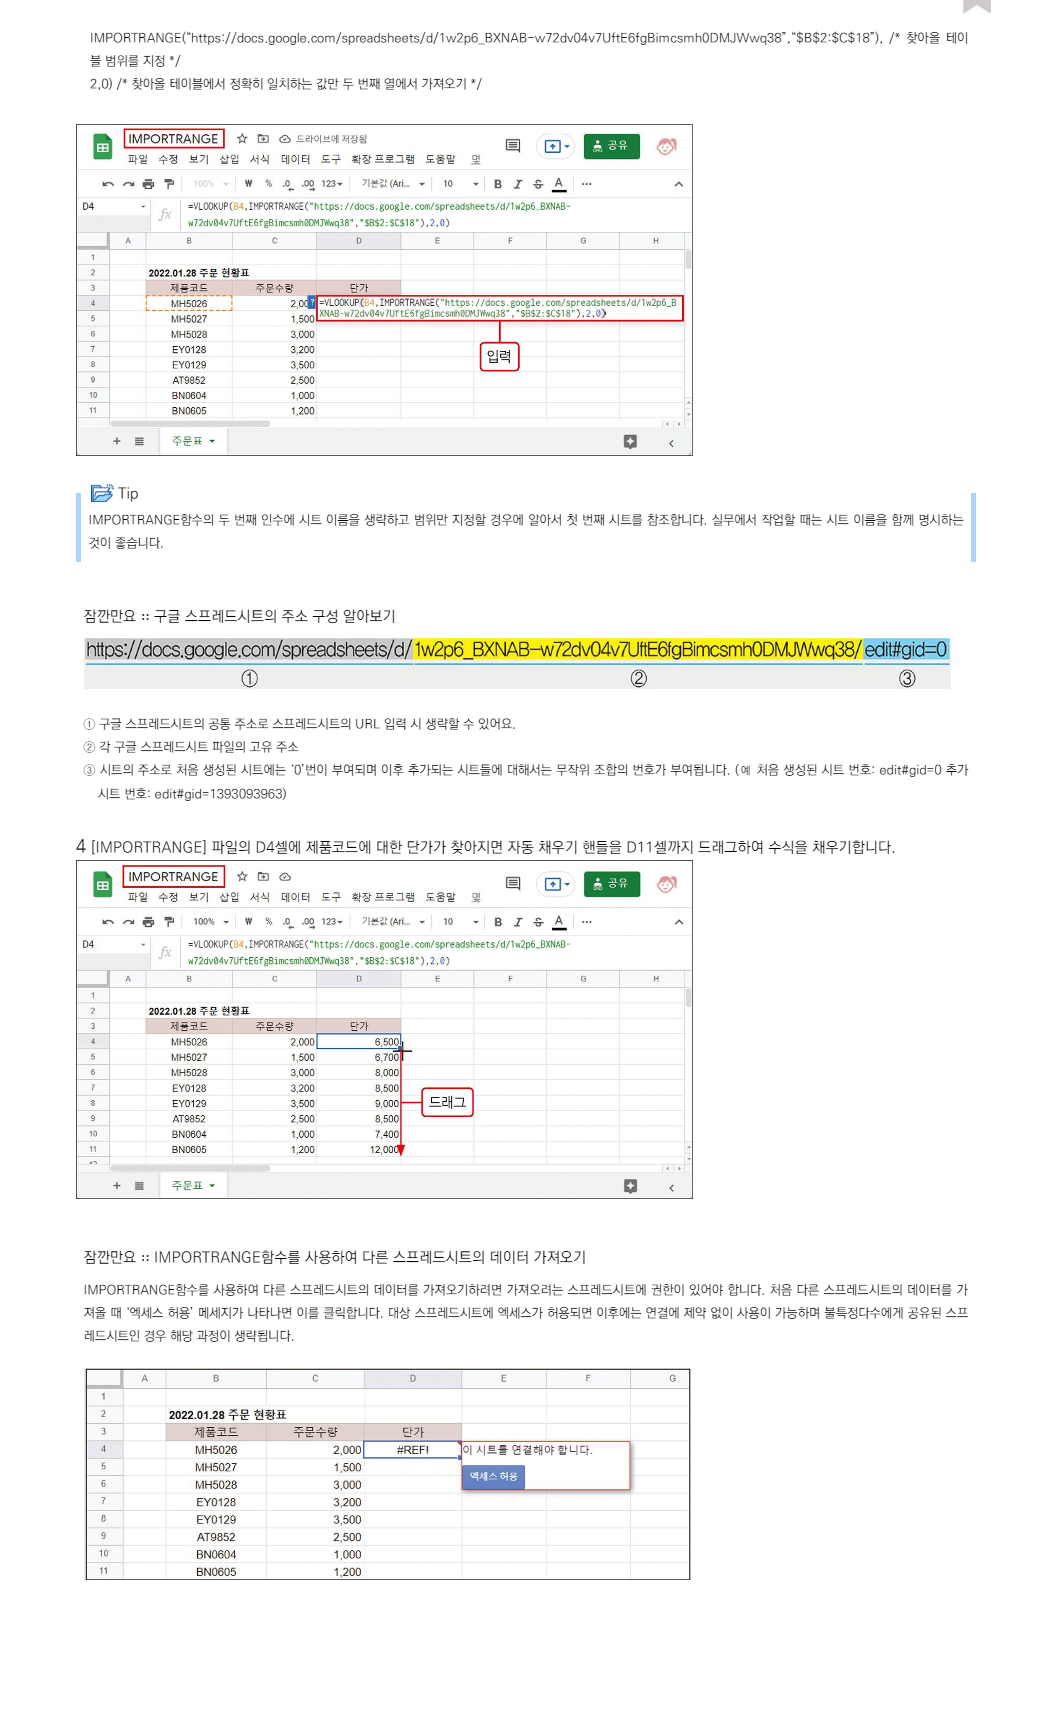 IMPORTRANGE("https://docs.google.com/spreadsheets/d/1w2p6_BXNAB-w72dv04v7UftE6fgBimcsmh0DMJWwq38","$B$2:$C$18"), /* 찾아올 테이
블 범위를 지정 */
2,0) /* 찾아올 테이블에서 정확히 일치하는 값만 두 번째 열에서 가져오기 */
IMPORTRANGE 드라이브에 저장됨
파일 수정 보기 삽입 서식 데이터 도구 확장 프로그램 도움말 몇
공유
100% ₩ % .0 .00 123 기본값 (Ari... 10 B I S A ...
D4 fx =VLOOKUP(B4,IMPORTRANGE("https://docs.google.com/spreadsheets/d/1w2p6_BXNAB-
w72dv04v7UftE6fgBimcsmh0DMJWwq38","$B$2:$C$18"),2,0)
A B C D E F G H
1
2 2022.01.28 주문 현황표
3 제품코드 주문수량 단가
4 MH5026 2,00 ? =VLOOKUP(B4,IMPORTRANGE("https://docs.google.com/spreadsheets/d/1w2p6_B
XNAB-w72dv04v7UftE6fgBimcsmh0DMJWwq38","$B$2:$C$18"),2,0)
5 MH5027 1,500
6 MH5028 3,000
7 EY0128 3,200
입력
8 EY0129 3,500
9 AT9852 2,500
10 BN0604 1,000
11 BN0605 1,200
+ 주문표
Tip
IMPORTRANGE함수의 두 번째 인수에 시트 이름을 생략하고 범위만 지정할 경우에 알아서 첫 번째 시트를 참조합니다. 실무에서 작업할 때는 시트 이름을 함께 명시하는
것이 좋습니다.
잠깐만요 :: 구글 스프레드시트의 주소 구성 알아보기
https://docs.google.com/spreadsheets/d/1w2p6_BXNAB-w72dv04v7UftE6fgBimcsmh0DMJWwq38/edit#gid=0
① ② ③
① 구글 스프레드시트의 공통 주소로 스프레드시트의 URL 입력 시 생략할 수 있어요.
② 각 구글 스프레드시트 파일의 고유 주소
③ 시트의 주소로 처음 생성된 시트에는 '0'번이 부여되며 이후 추가되는 시트들에 대해서는 무작위 조합의 번호가 부여됩니다. (예 처음 생성된 시트 번호: edit#gid=0 추가
시트 번호: edit#gid=1393093963)
4 [IMPORTRANGE] 파일의 D4셀에 제품코드에 대한 단가가 찾아지면 자동 채우기 핸들을 D11셀까지 드래그하여 수식을 채우기합니다.
IMPORTRANGE
파일 수정 보기 삽입 서식 데이터 도구 확장 프로그램 도움말 몇
공유
100% ₩ % .0 .00 123 기본값 (Ari... 10 B I S A ...
D4 fx =VLOOKUP(B4,IMPORTRANGE("https://docs.google.com/spreadsheets/d/1w2p6_BXNAB-
w72dv04v7UftE6fgBimcsmh0DMJWwq38","$B$2:$C$18"),2,0)
A B C D E F G H
1
2 2022.01.28 주문 현황표
3 제품코드 주문수량 단가
4 MH5026 2,000 6,500
5 MH5027 1,500 6,700
6 MH5028 3,000 8,000
7 EY0128 3,200 8,500
8 EY0129 3,500 9,000
드래그
9 AT9852 2,500 8,500
10 BN0604 1,000 7,400
11 BN0605 1,200 12,000
+ 주문표
잠깐만요 :: IMPORTRANGE함수를 사용하여 다른 스프레드시트의 데이터 가져오기
IMPORTRANGE함수를 사용하여 다른 스프레드시트의 데이터를 가져오기하려면 가져오려는 스프레드시트에 권한이 있어야 합니다. 처음 다른 스프레드시트의 데이터를 가
져올 때 '엑세스 허용' 메세지가 나타나면 이를 클릭합니다. 대상 스프레드시트에 엑세스가 허용되면 이후에는 연결에 제약 없이 사용이 가능하며 불특정다수에게 공유된 스프
레드시트인 경우 해당 과정이 생략됩니다.
A B C D E F G
1
2 2022.01.28 주문 현황표
3 제품코드 주문수량 단가
4 MH5026 2,000 #REF! 이 시트를 연결해야 합니다.
5 MH5027 1,500 액세스 허용
6 MH5028 3,000
7 EY0128 3,200
8 EY0129 3,500
9 AT9852 2,500
10 BN0604 1,000
11 BN0605 1,200